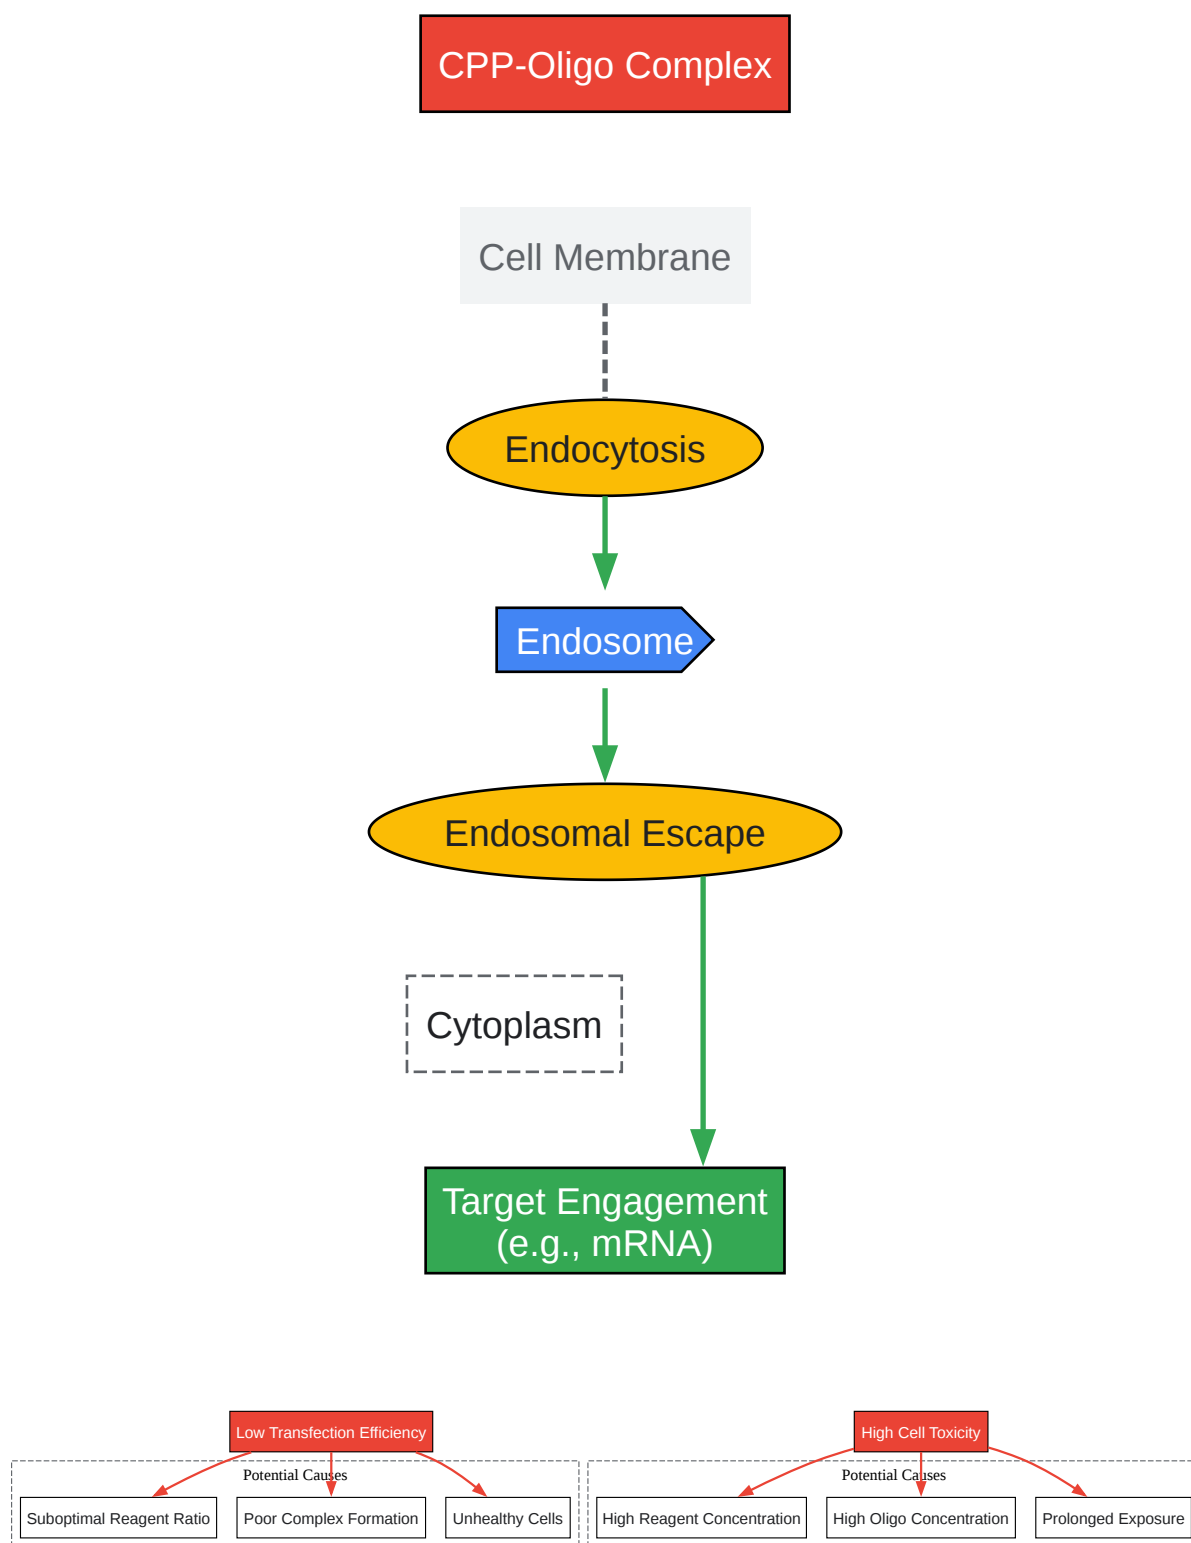 CPP-Oligo Complex
Cell Membrane
Endocytosis
Endosome
Endosomal Escape
Cytoplasm
Target Engagement
(e.g., mRNA)
Low Transfection Efficiency
High Cell Toxicity
Potential Causes
Potential Causes
Suboptimal Reagent Ratio
Poor Complex Formation
Unhealthy Cells
High Reagent Concentration
High Oligo Concentration
Prolonged Exposure